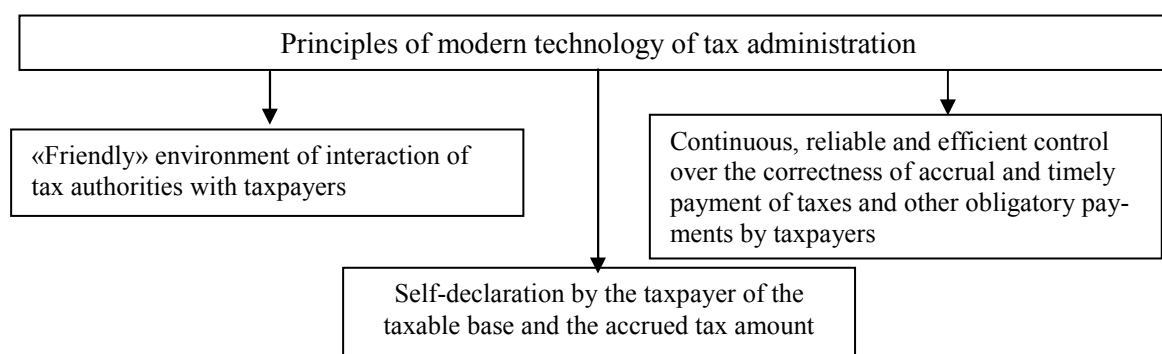 Principles of modern technology of tax administration
«Friendly» environment of interaction of
tax authorities with taxpayers
Continuous, reliable and efficient control
over the correctness of accrual and timely
payment of taxes and other obligatory pay-
ments by taxpayers
Self-declaration by the taxpayer of the
taxable base and the accrued tax amount